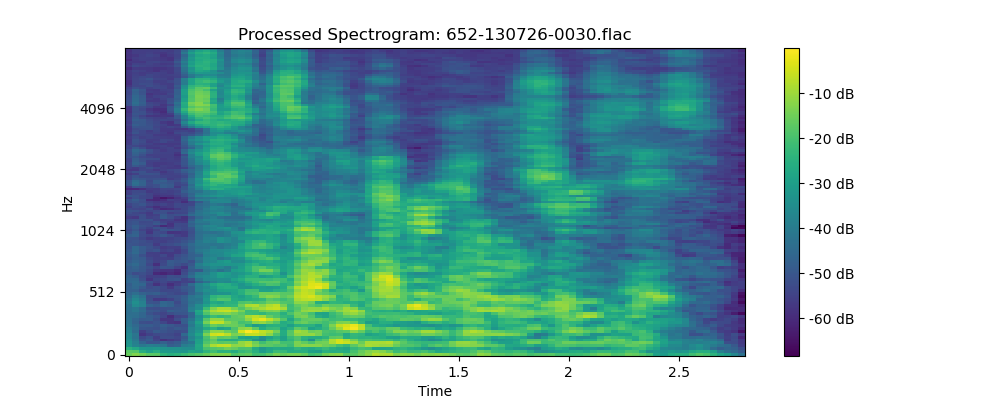 Processed Spectrogram: 652-130726-0030.flac
Hz
4096
2048
1024
512
0
0
0.5
1
1.5
2
2.5
Time
-10 dB
-20 dB
-30 dB
-40 dB
-50 dB
-60 dB